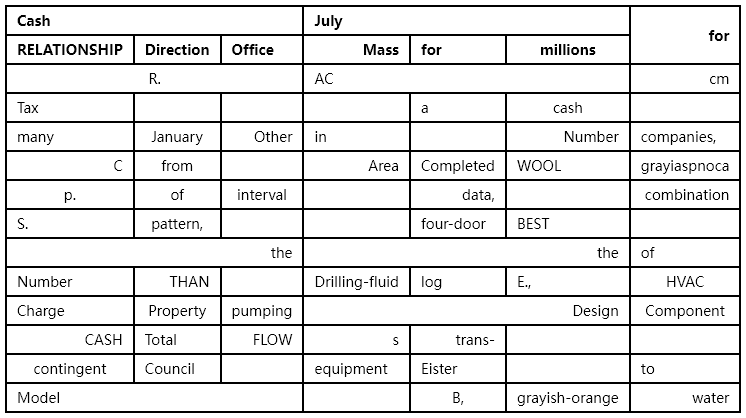 Cash July for
RELATIONSHIP Direction Office Mass for millions
R. AC cm
Tax a cash
many January Other in Number companies,
C from Area Completed WOOL grayiaspnoca
p. of interval data, combination
S. pattern, four-door BEST
the the of
Number THAN Drilling-fluid log E., HVAC
Charge Property pumping Design Component
CASH Total FLOW s trans-
contingent Council equipment Eister to
Model B, grayish-orange water